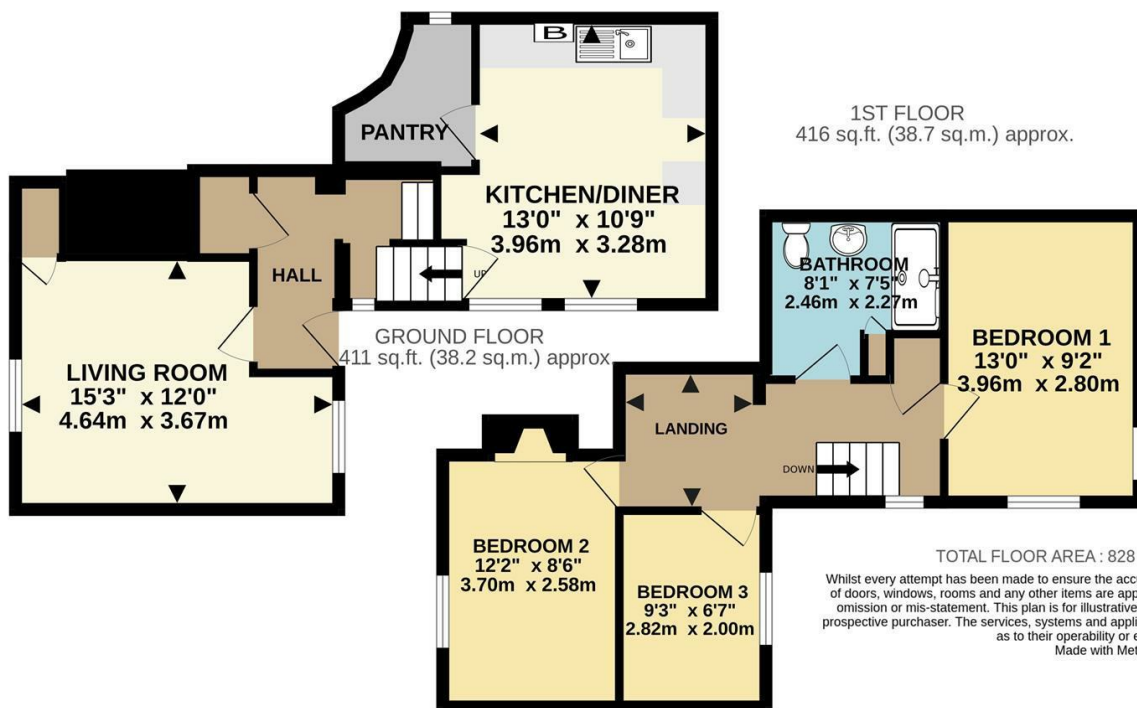 B
PANTRY
KITCHEN/DINER
13'0" x 10'9"
3.96m x 3.28m
UP
HALL
LIVING ROOM
15'3" x 12'0"
4.64m x 3.67m
GROUND FLOOR
411 sq.ft. (38.2 sq.m.) approx
1ST FLOOR
416 sq.ft. (38.7 sq.m.) approx.
BATHROOM
8'1" x 7'5"
2.46m x 2.27m
BEDROOM 1
13'0" x 9'2"
3.96m x 2.80m
LANDING
DOWN
BEDROOM 2
12'2" x 8'6"
3.70m x 2.58m
BEDROOM 3
9'3" x 6'7"
2.82m x 2.00m
TOTAL FLOOR AREA : 828
Whilst every attempt has been made to ensure the
of doors, windows, rooms and any other items are
omission or mis-statement. This plan is for illustrative
prospective purchaser. The services, systems and
as to their operability or
Made with